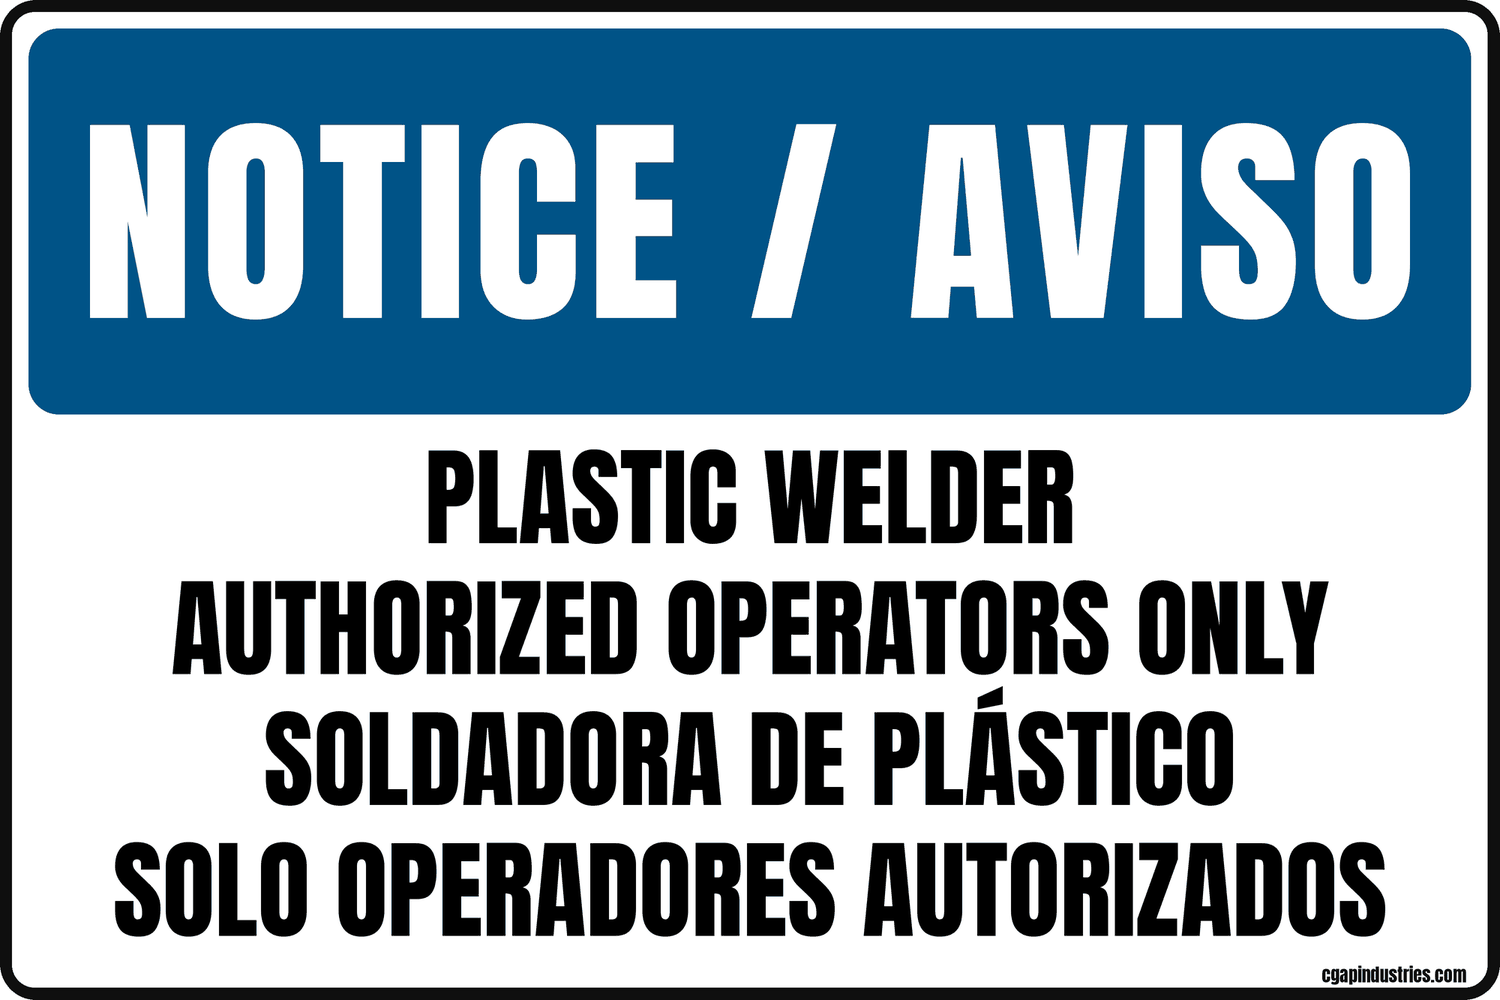 NOTICE / AVISO
PLASTIC WELDER
AUTHORIZED OPERATORS ONLY
SOLDADORA DE PLÁSTICO
SOLO OPERADORES AUTORIZADOS
cgapindustries.com